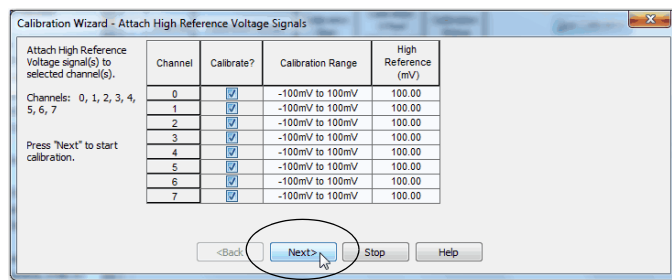 Calibration Wizard - Attach High Reference Voltage Signals
Attach High Reference
Voltage signal(s) to
selected channel(s).
Channels: 0, 1, 2, 3, 4,
5, 6, 7
Press "Next" to start
calibration.
Channel Calibrate? Calibration Range High Reference (mV)
0 -100mV to 100mV 100.00
1 -100mV to 100mV 100.00
2 -100mV to 100mV 100.00
3 -100mV to 100mV 100.00
4 -100mV to 100mV 100.00
5 -100mV to 100mV 100.00
6 -100mV to 100mV 100.00
7 -100mV to 100mV 100.00
<Back Next> Stop Help